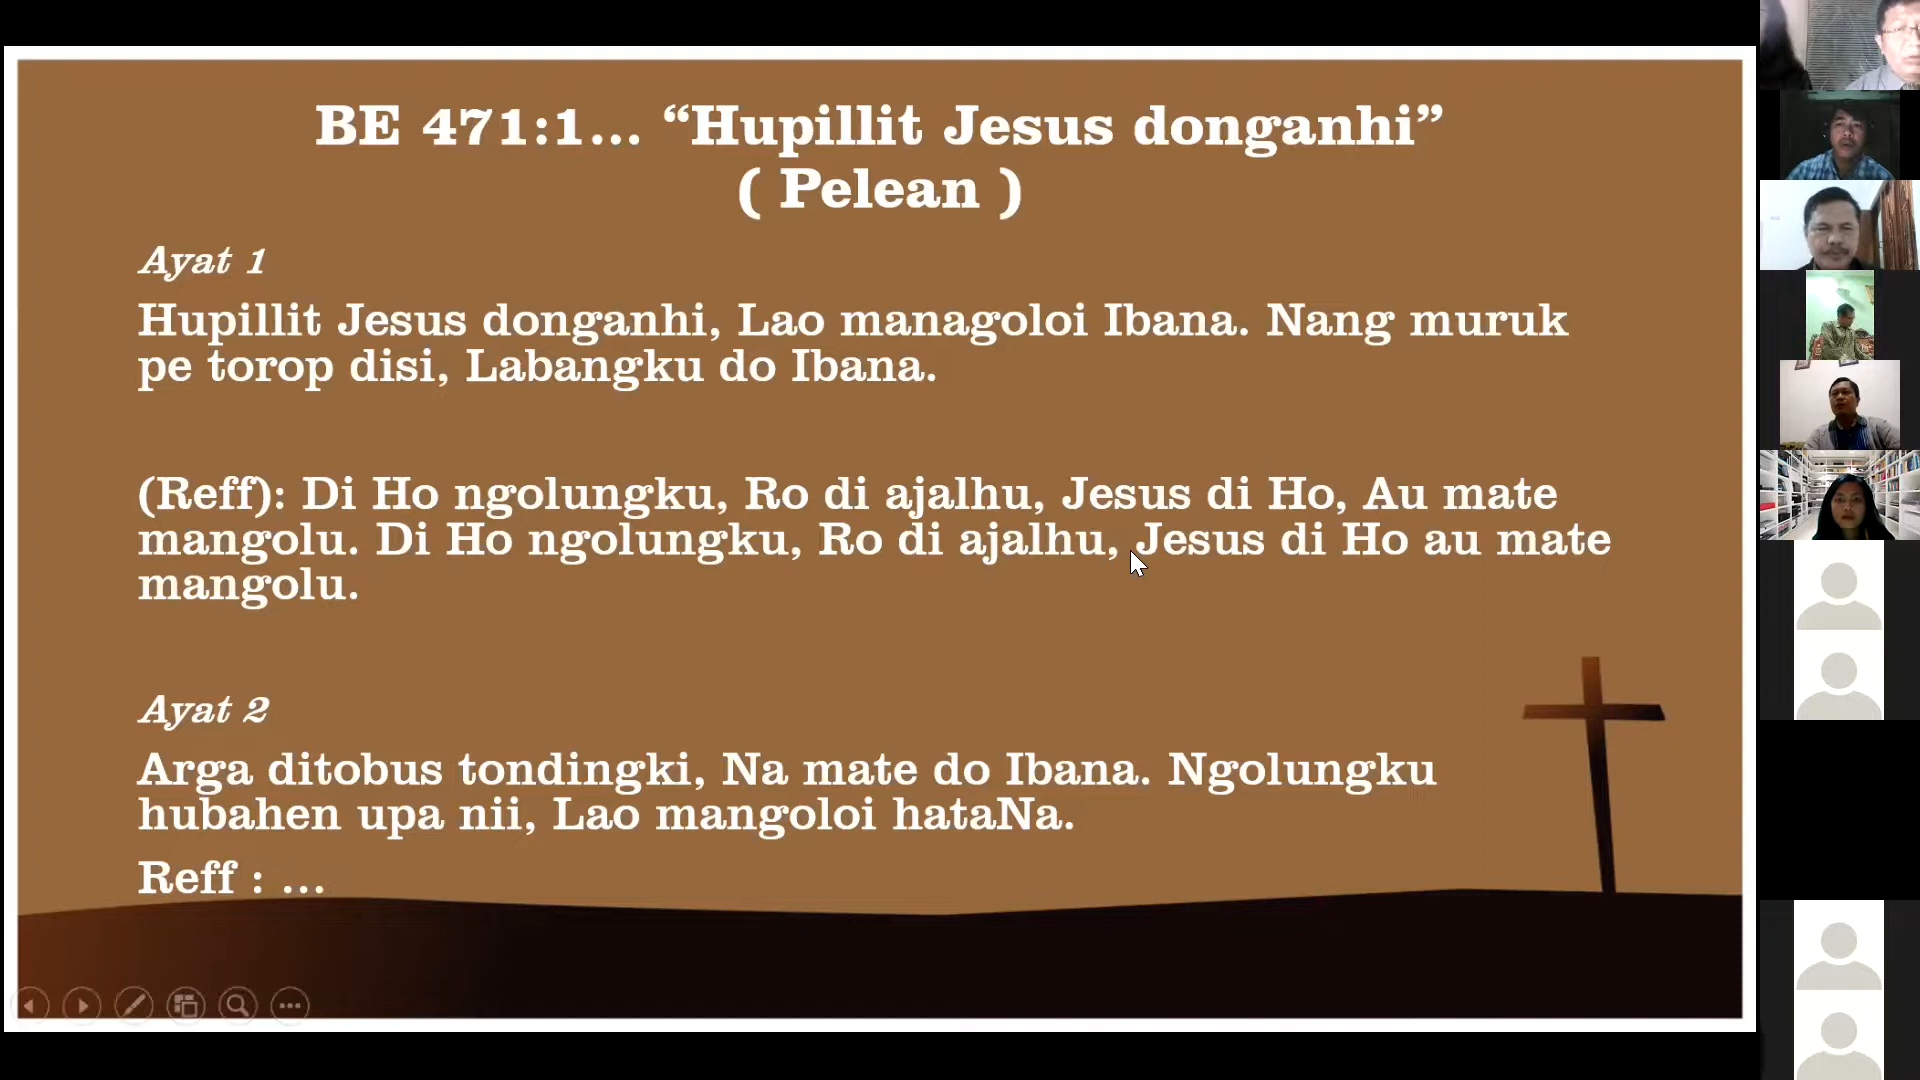 BE 471:1... “Hupillit Jesus donganhi”
( Pelean )
Ayat 1
Hupillit Jesus donganhi, Lao managoloi Ibana. Nang muruk
pe torop disi, Labangku do Ibana.
(Reff): Di Ho ngolungku, Ro di ajalhu, Jesus di Ho, Au mate
mangolu. Di Ho ngolungku, Ro di ajalhu, Jesus di Ho au mate
mangolu.
Ayat 2
Arga ditobus tondingki, Na mate do Ibana. Ngolungku
hubahen upa nii, Lao mangoloi hataNa.
Reff : ...